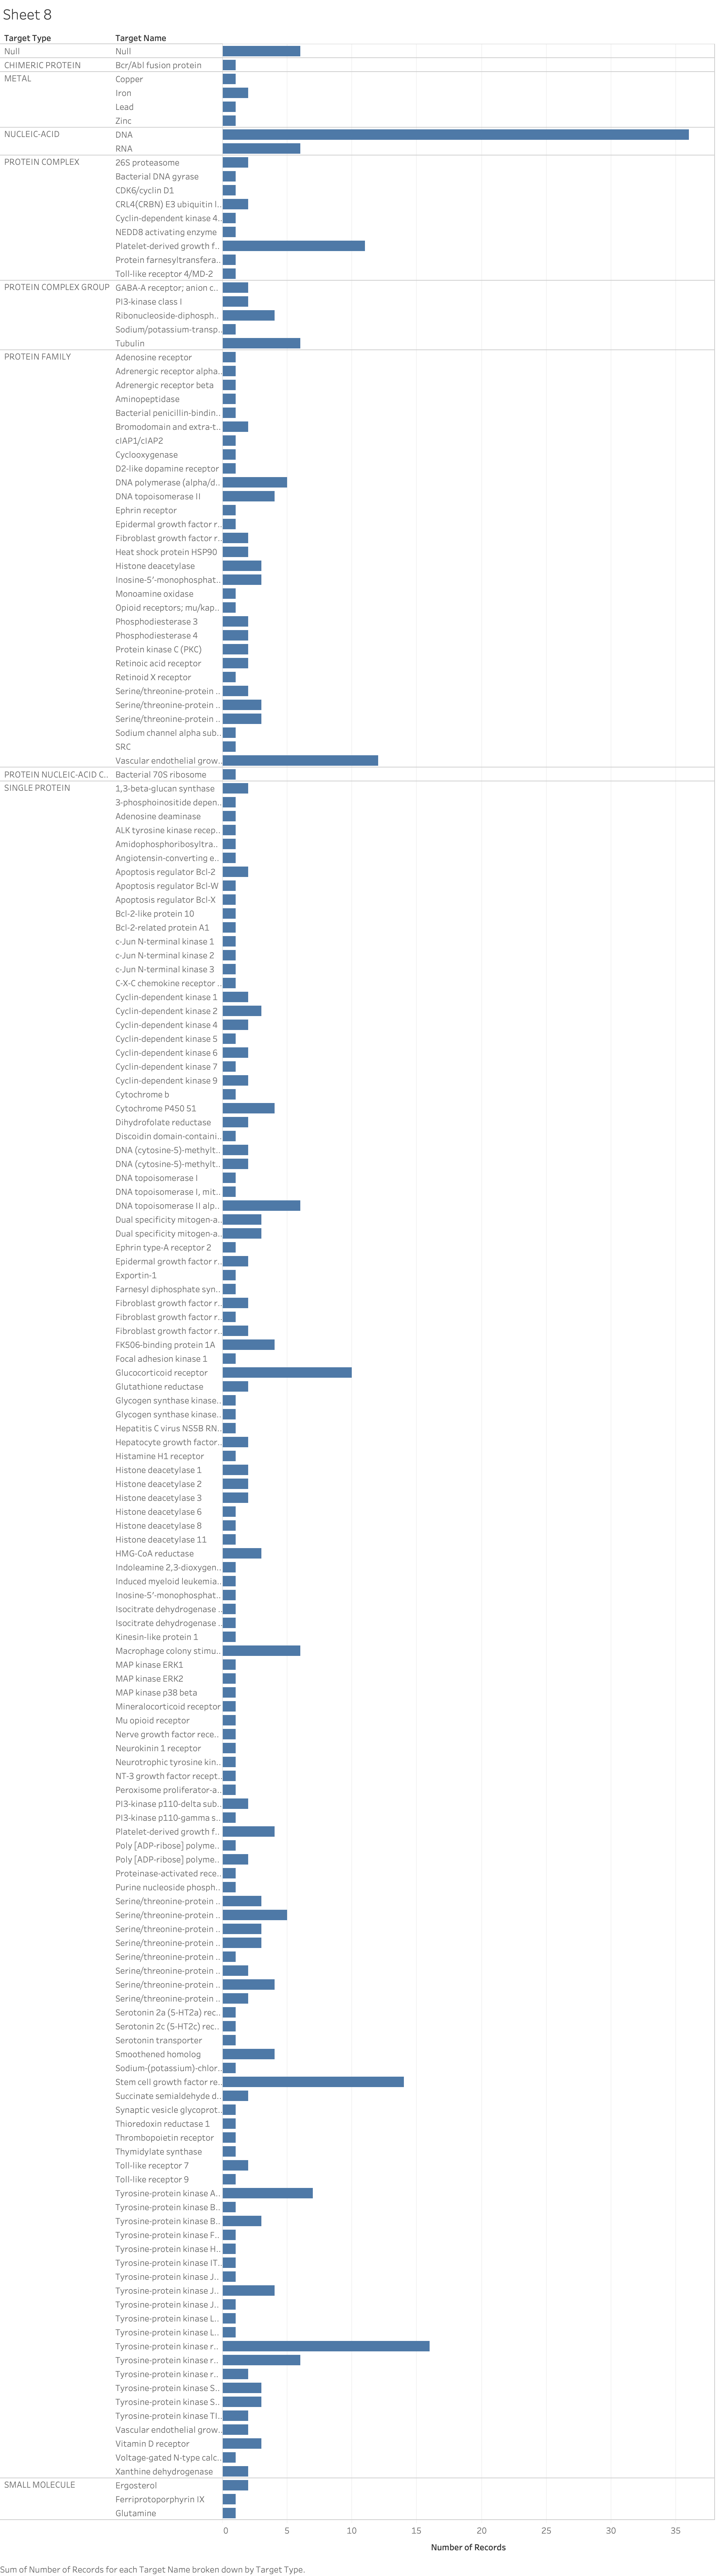 Sheet 8
Target Type Target Name
Null Null
CHIMERIC PROTEIN Bcr/Abl fusion protein
METAL Copper
Iron
Lead
Zinc
NUCLEIC-ACID DNA
RNA
PROTEIN COMPLEX 26S proteasome
Bacterial DNA gyrase
CDK6/cyclin D1
CRL4(CRBN) E3 ubiquitin l..
Cyclin-dependent kinase 4..
NEDD8 activating enzyme
Platelet-derived growth f..
Protein farnesyltransfera..
Toll-like receptor 4/MD-2
PROTEIN COMPLEX GROUP GABA-A receptor; anion c..
PI3-kinase class I
Ribonucleoside-diphosph..
Sodium/potassium-transp..
Tubulin
PROTEIN FAMILY Adenosine receptor
Adrenergic receptor alpha..
Adrenergic receptor beta
Aminopeptidase
Bacterial penicillin-bindin..
Bromodomain and extra-t..
cIAP1/cIAP2
Cyclooxygenase
D2-like dopamine receptor
DNA polymerase (alpha/d..
DNA topoisomerase II
Ephrin receptor
Epidermal growth factor r..
Fibroblast growth factor r..
Heat shock protein HSP90
Histone deacetylase
Inosine-5'-monophosphat..
Monoamine oxidase
Opioid receptors; mu/kap..
Phosphodiesterase 3
Phosphodiesterase 4
Protein kinase C (PKC)
Retinoic acid receptor
Retinoid X receptor
Serine/threonine-protein ..
Serine/threonine-protein ..
Serine/threonine-protein ..
Sodium channel alpha sub..
SRC
Vascular endothelial grow..
PROTEIN NUCLEIC-ACID C.. Bacterial 70S ribosome
SINGLE PROTEIN 1,3-beta-glucan synthase
3-phosphoinositide depen..
Adenosine deaminase
ALK tyrosine kinase recep..
Amidophosphoribosyltra..
Angiotensin-converting e..
Apoptosis regulator Bcl-2
Apoptosis regulator Bcl-W
Apoptosis regulator Bcl-X
Bcl-2-like protein 10
Bcl-2-related protein A1
c-Jun N-terminal kinase 1
c-Jun N-terminal kinase 2
c-Jun N-terminal kinase 3
C-X-C chemokine receptor ..
Cyclin-dependent kinase 1
Cyclin-dependent kinase 2
Cyclin-dependent kinase 4
Cyclin-dependent kinase 5
Cyclin-dependent kinase 6
Cyclin-dependent kinase 7
Cyclin-dependent kinase 9
Cytochrome b
Cytochrome P450 51
Dihydrofolate reductase
Discoidin domain-containi..
DNA (cytosine-5)-methylt..
DNA (cytosine-5)-methylt..
DNA topoisomerase I
DNA topoisomerase I, mit..
DNA topoisomerase II alp..
Dual specificity mitogen-a..
Dual specificity mitogen-a..
Ephrin type-A receptor 2
Epidermal growth factor r..
Exportin-1
Farnesyl diphosphate syn..
Fibroblast growth factor r..
Fibroblast growth factor r..
Fibroblast growth factor r..
FK506-binding protein 1A
Focal adhesion kinase 1
Glucocorticoid receptor
Glutathione reductase
Glycogen synthase kinase..
Glycogen synthase kinase..
Hepatitis C virus NS5B RN..
Hepatocyte growth factor..
Histamine H1 receptor
Histone deacetylase 1
Histone deacetylase 2
Histone deacetylase 3
Histone deacetylase 6
Histone deacetylase 8
Histone deacetylase 11
HMG-CoA reductase
Indoleamine 2,3-dioxygen..
Induced myeloid leukemia..
Inosine-5'-monophosphat..
Isocitrate dehydrogenase ..
Isocitrate dehydrogenase ..
Kinesin-like protein 1
Macrophage colony stimu..
MAP kinase ERK1
MAP kinase ERK2
MAP kinase p38 beta
Mineralocorticoid receptor
Mu opioid receptor
Nerve growth factor rece..
Neurokinin 1 receptor
Neurotrophic tyrosine kin..
NT-3 growth factor recept..
Peroxisome proliferator-a..
PI3-kinase p110-delta sub..
PI3-kinase p110-gamma s..
Platelet-derived growth f..
Poly [ADP-ribose] polyme..
Poly [ADP-ribose] polyme..
Proteinase-activated rece..
Purine nucleoside phosph..
Serine/threonine-protein ..
Serine/threonine-protein ..
Serine/threonine-protein ..
Serine/threonine-protein ..
Serine/threonine-protein ..
Serine/threonine-protein ..
Serine/threonine-protein ..
Serine/threonine-protein ..
Serotonin 2a (5-HT2a) rec..
Serotonin 2c (5-HT2c) rec..
Serotonin transporter
Smoothened homolog
Sodium-(potassium)-chlor..
Stem cell growth factor re..
Succinate semialdehyde d..
Synaptic vesicle glycoprot..
Thioredoxin reductase 1
Thrombopoietin receptor
Thymidylate synthase
Toll-like receptor 7
Toll-like receptor 9
Tyrosine-protein kinase A..
Tyrosine-protein kinase B..
Tyrosine-protein kinase B..
Tyrosine-protein kinase F..
Tyrosine-protein kinase H..
Tyrosine-protein kinase IT..
Tyrosine-protein kinase J..
Tyrosine-protein kinase J..
Tyrosine-protein kinase J..
Tyrosine-protein kinase L..
Tyrosine-protein kinase L..
Tyrosine-protein kinase r..
Tyrosine-protein kinase r..
Tyrosine-protein kinase r..
Tyrosine-protein kinase S..
Tyrosine-protein kinase S..
Tyrosine-protein kinase TI..
Vascular endothelial grow..
Vitamin D receptor
Voltage-gated N-type calc..
Xanthine dehydrogenase
SMALL MOLECULE Ergosterol
Ferriprotoporphyrin IX
Glutamine
0 5 10 15 20 25 30 35
Number of Records
Sum of Number of Records for each Target Name broken down by Target Type.